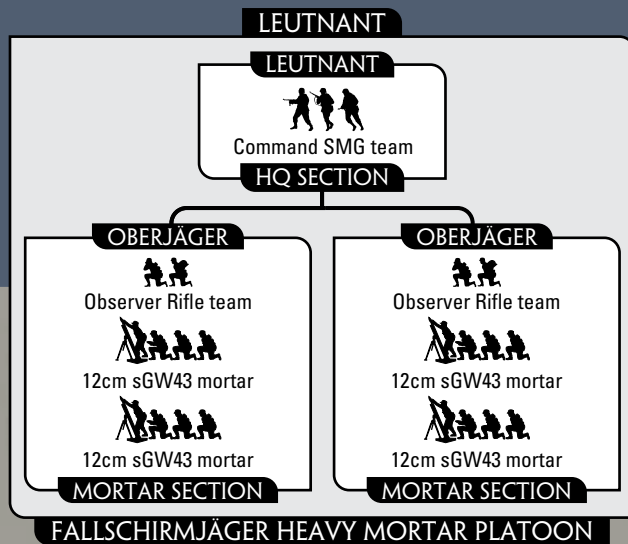 LEUTNANT
LEUTNANT
Command SMG team
HQ SECTION
OBERJÄGER
Observer Rifle team
12cm sGW43 mortar
12cm sGW43 mortar
MORTAR SECTION
OBERJÄGER
Observer Rifle team
12cm sGW43 mortar
12cm sGW43 mortar
MORTAR SECTION
FALLSCHIRMJÄGER HEAVY MORTAR PLATOON